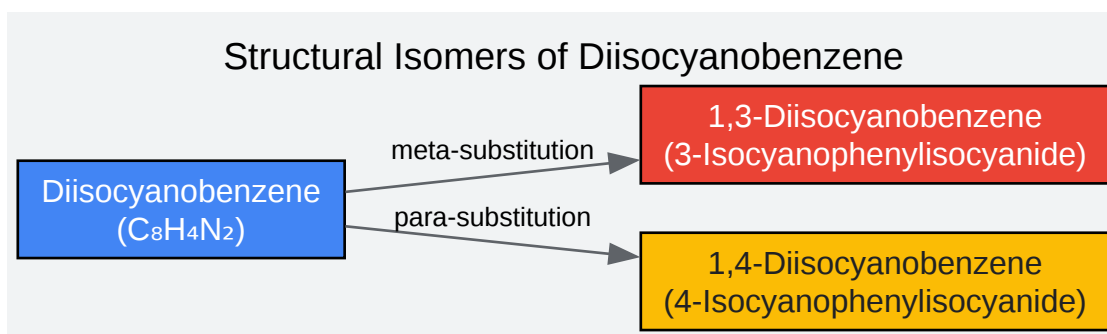 Structural Isomers of Diisocyanobenzene
Diisocyanobenzene
(C₈H₄N₂)
meta-substitution
para-substitution
1,3-Diisocyanobenzene
(3-Isocyanophenylisocyanide)
1,4-Diisocyanobenzene
(4-Isocyanophenylisocyanide)